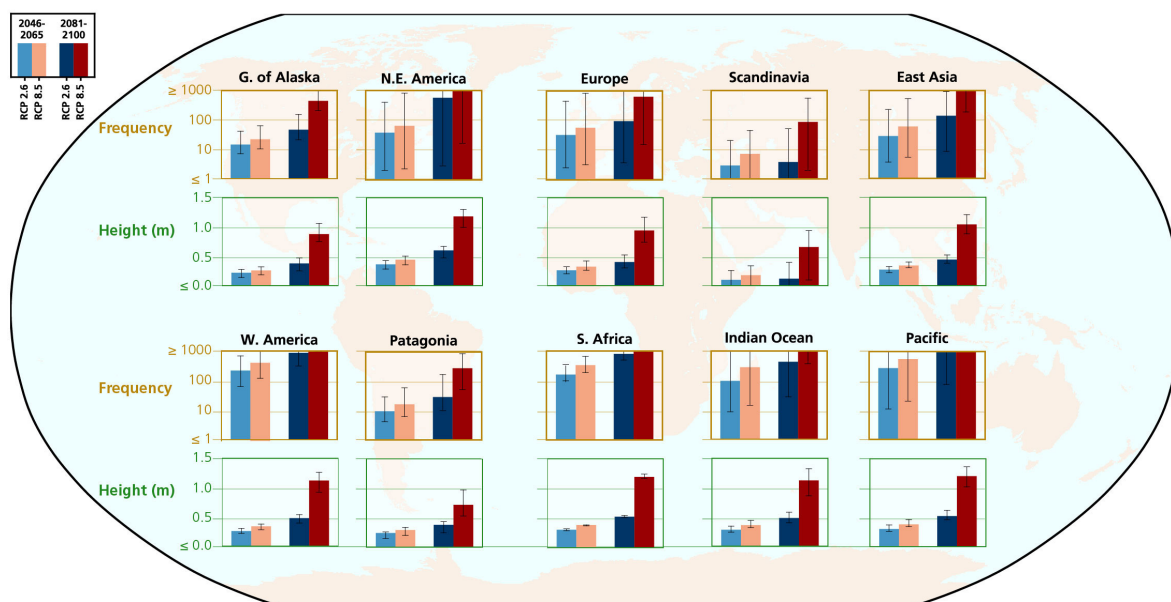 2046-
2065
2081-
2100
RCP 2.6
RCP 8.5
RCP 2.6
RCP 8.5
G. of Alaska
N.E. America
Europe
Scandinavia
East Asia
Frequency
≥ 1000
100
10
≤ 1
Height (m)
1.5
1.0
0.5
≤ 0.0
W. America
Patagonia
S. Africa
Indian Ocean
Pacific
Frequency
≥ 1000
100
10
≤ 1
Height (m)
1.5
1.0
0.5
≤ 0.0